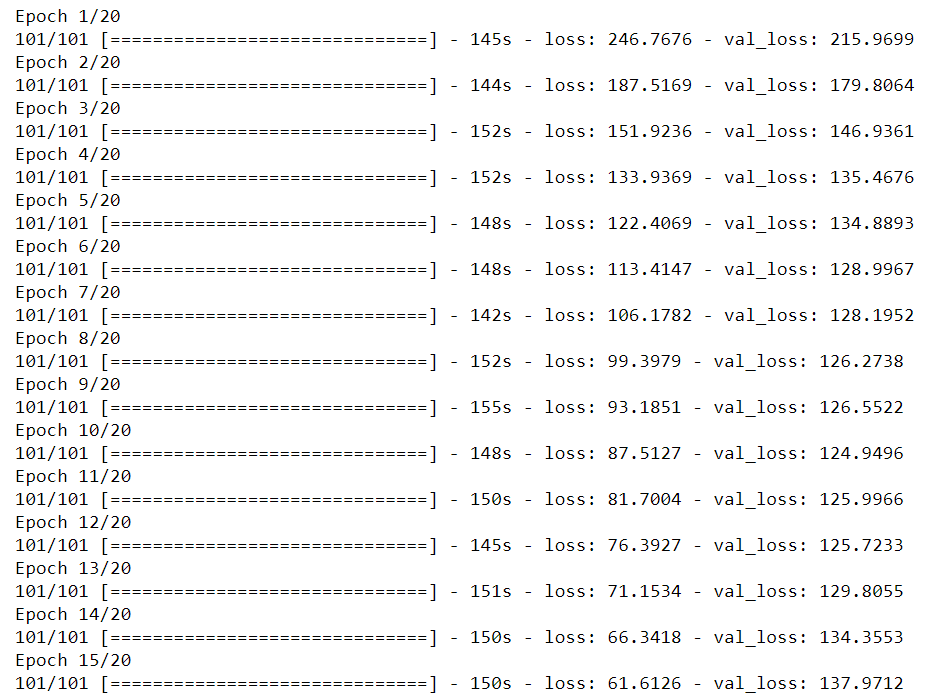 Epoch 1/20
101/101 [==============================] - 145s - loss: 246.7676 - val_loss: 215.9699
Epoch 2/20
101/101 [==============================] - 144s - loss: 187.5169 - val_loss: 179.8064
Epoch 3/20
101/101 [==============================] - 152s - loss: 151.9236 - val_loss: 146.9361
Epoch 4/20
101/101 [==============================] - 152s - loss: 133.9369 - val_loss: 135.4676
Epoch 5/20
101/101 [==============================] - 148s - loss: 122.4069 - val_loss: 134.8893
Epoch 6/20
101/101 [==============================] - 148s - loss: 113.4147 - val_loss: 128.9967
Epoch 7/20
101/101 [==============================] - 142s - loss: 106.1782 - val_loss: 128.1952
Epoch 8/20
101/101 [==============================] - 152s - loss: 99.3979 - val_loss: 126.2738
Epoch 9/20
101/101 [==============================] - 155s - loss: 93.1851 - val_loss: 126.5522
Epoch 10/20
101/101 [==============================] - 148s - loss: 87.5127 - val_loss: 124.9496
Epoch 11/20
101/101 [==============================] - 150s - loss: 81.7004 - val_loss: 125.9966
Epoch 12/20
101/101 [==============================] - 145s - loss: 76.3927 - val_loss: 125.7233
Epoch 13/20
101/101 [==============================] - 151s - loss: 71.1534 - val_loss: 129.8055
Epoch 14/20
101/101 [==============================] - 150s - loss: 66.3418 - val_loss: 134.3553
Epoch 15/20
101/101 [==============================] - 150s - loss: 61.6126 - val_loss: 137.9712